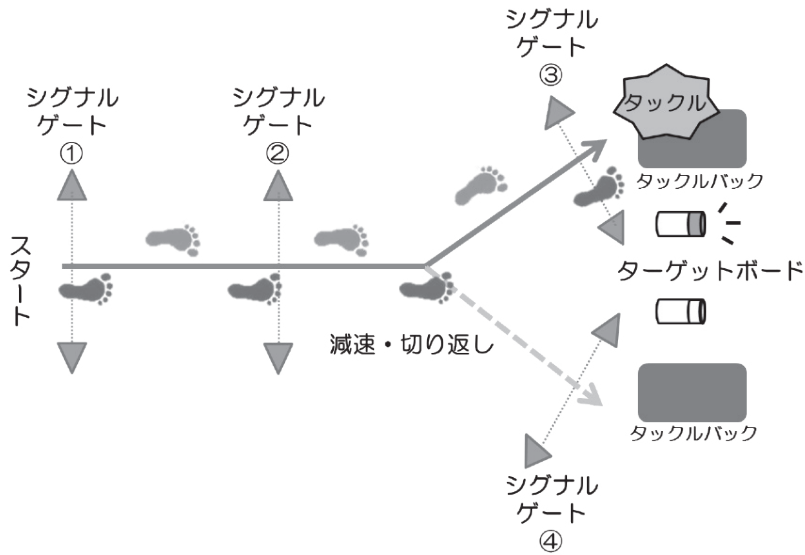 シグナル
ゲート
①
シグナル
ゲート
②
シグナル
ゲート
③
タックル
タックルバック
スタート
ターゲットボード
減速・切り返し
タックルバック
シグナル
ゲート
④